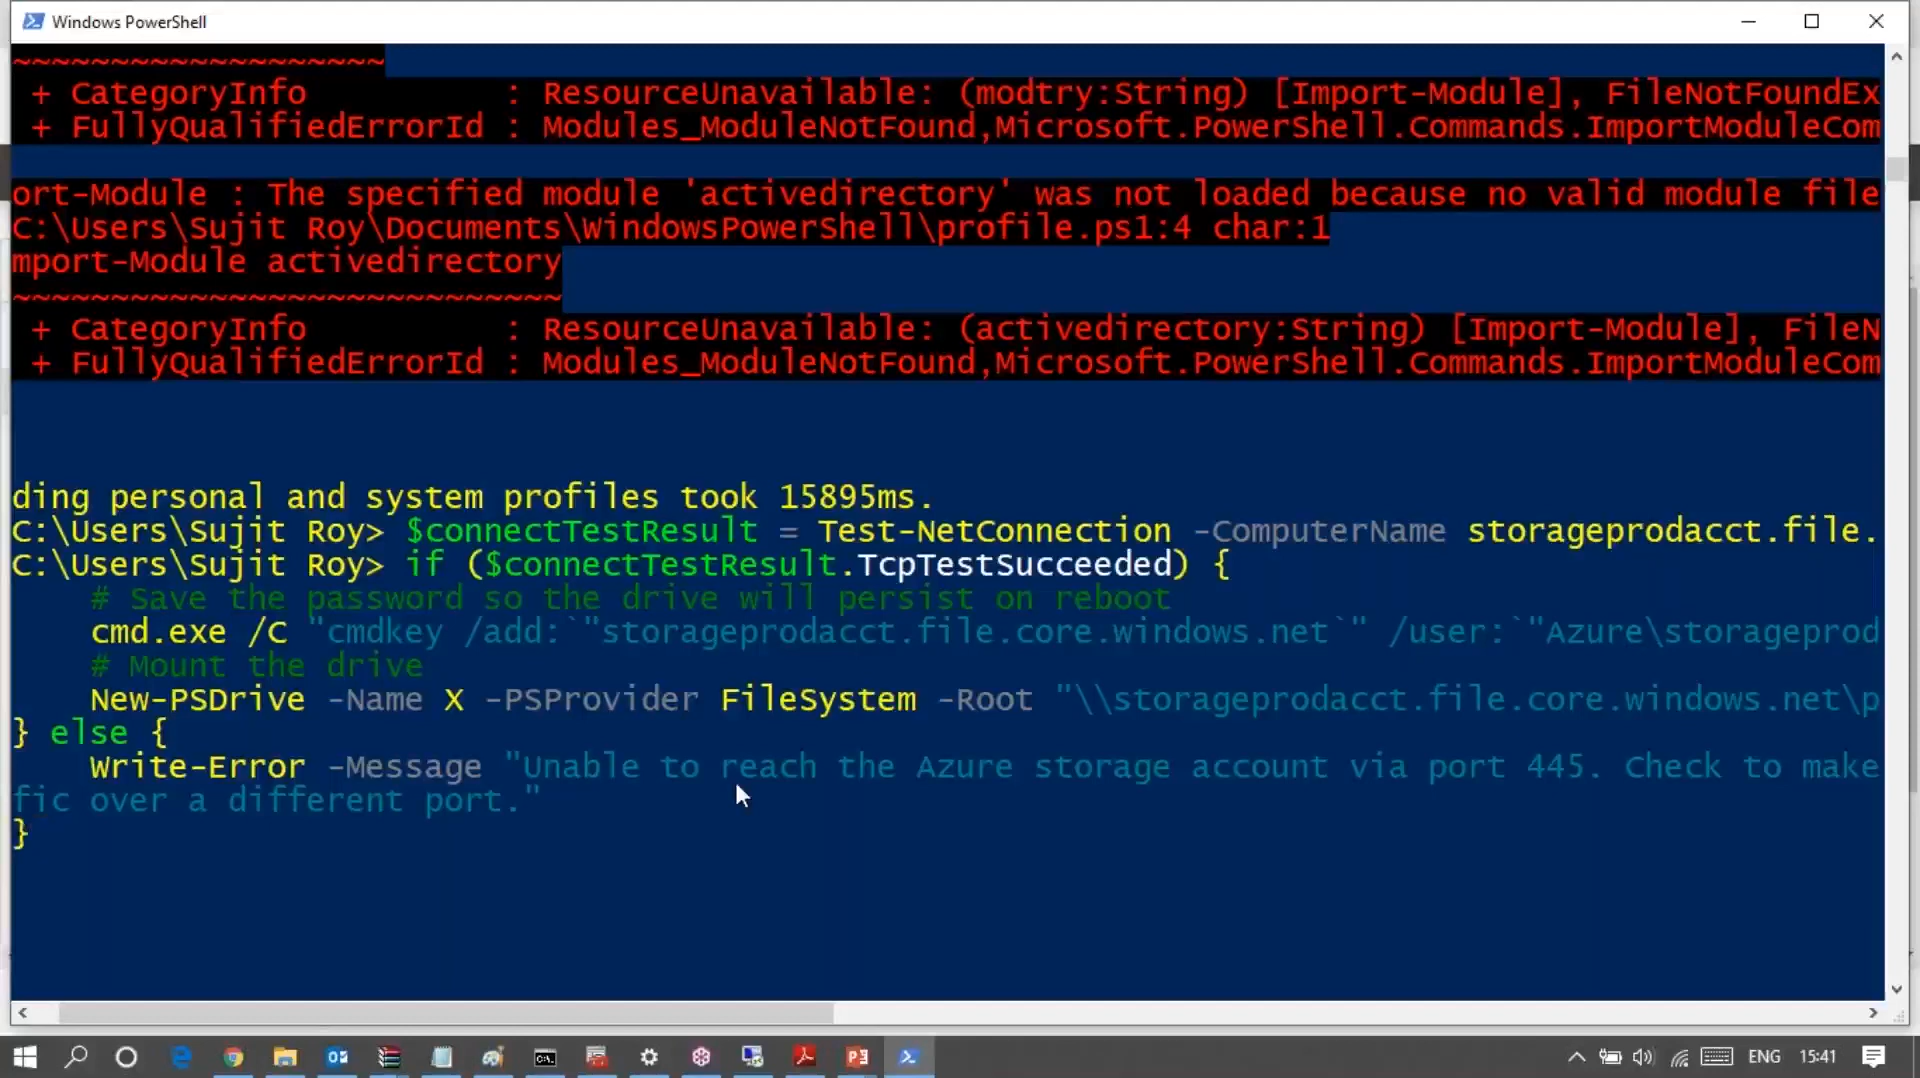 Windows PowerShell
~~~~~~~~~~~~~~~~~~~
+ CategoryInfo          : ResourceUnavailable: (modtry:String) [Import-Module], FileNotFoundEx
+ FullyQualifiedErrorId : Modules_ModuleNotFound,Microsoft.PowerShell.Commands.ImportModuleCom
ort-Module : The specified module 'activedirectory' was not loaded because no valid module file
C:\Users\Sujit Roy\Documents\WindowsPowerShell\profile.ps1:4 char:1
mport-Module activedirectory
~~~~~~~~~~~~~~~~~~~~~~~~~~~~
+ CategoryInfo          : ResourceUnavailable: (activedirectory:String) [Import-Module], FileN
+ FullyQualifiedErrorId : Modules_ModuleNotFound,Microsoft.PowerShell.Commands.ImportModuleCom
ding personal and system profiles took 15895ms.
C:\Users\Sujit Roy> $connectTestResult = Test-NetConnection -ComputerName storageprodacct.file.
C:\Users\Sujit Roy> if ($connectTestResult.TcpTestSucceeded) {
    # Save the password so the drive will persist on reboot
    cmd.exe /C "cmdkey /add:`"storageprodacct.file.core.windows.net`" /user:`"Azure\storageprod
    # Mount the drive
    New-PSDrive -Name X -PSProvider FileSystem -Root "\\storageprodacct.file.core.windows.net\p
} else {
    Write-Error -Message "Unable to reach the Azure storage account via port 445. Check to make
fic over a different port."
}
ENG 15:41